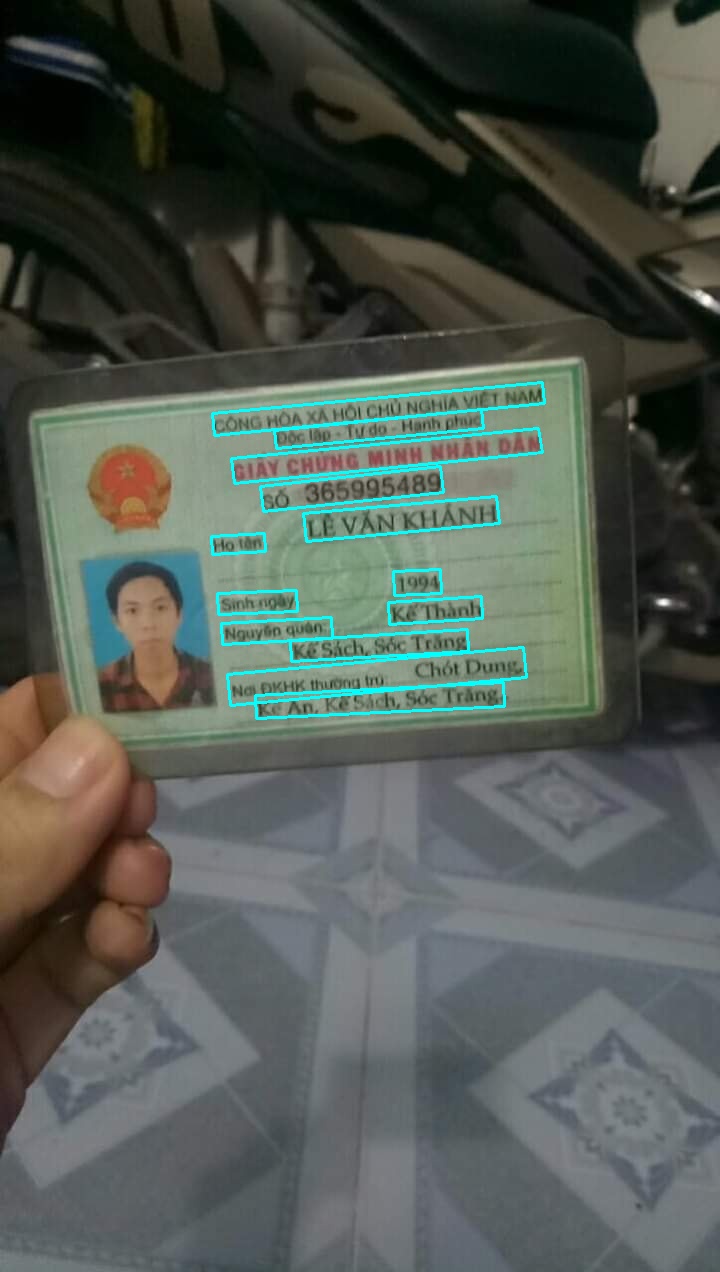 CỘNG HÒA XÃ HỘI CHỦ NGHĨA VIỆT NAM
Độc lập - Tự do - Hạnh phúc
GIẤY CHỨNG MINH NHÂN DÂN
SỐ 365995489
LÊ VĂN KHÁNH
Họ tên
1994
Sinh ngày
Kế Thành
Nguyên quán:
Kế Sách, Sóc Trăng
Nơi ĐKHK thường trú: Chót Dung,
Kế An, Kế Sách, Sóc Trăng